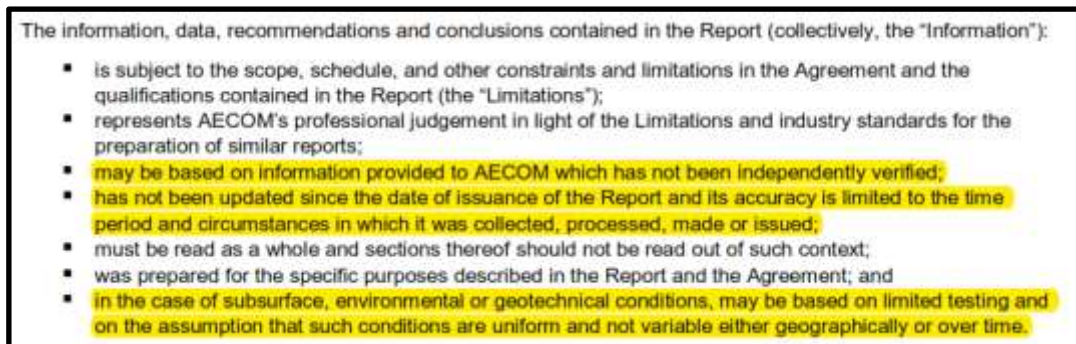 The information, data, recommendations and conclusions contained in the Report (collectively, the “Information”):
▪ is subject to the scope, schedule, and other constraints and limitations in the Agreement and the
qualifications contained in the Report (the “Limitations”);
▪ represents AECOM’s professional judgement in light of the Limitations and industry standards for the
preparation of similar reports;
▪ may be based on information provided to AECOM which has not been independently verified;
▪ has not been updated since the date of issuance of the Report and its accuracy is limited to the time
period and circumstances in which it was collected, processed, made or issued;
▪ must be read as a whole and sections thereof should not be read out of such context;
▪ was prepared for the specific purposes described in the Report and the Agreement; and
▪ in the case of subsurface, environmental or geotechnical conditions, may be based on limited testing and
on the assumption that such conditions are uniform and not variable either geographically or over time.